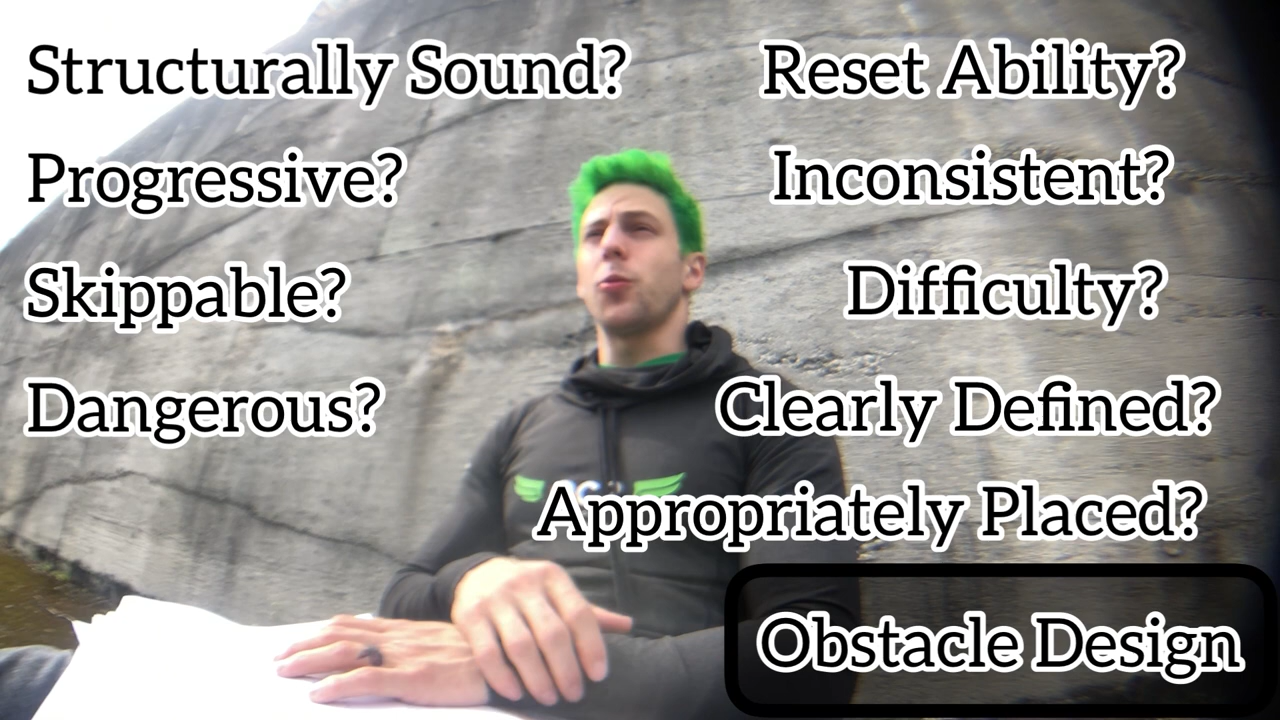 Structurally Sound?
Progressive?
Skippable?
Dangerous?
Reset Ability?
Inconsistent?
Difficulty?
Clearly Defined?
Appropriately Placed?
Obstacle Design